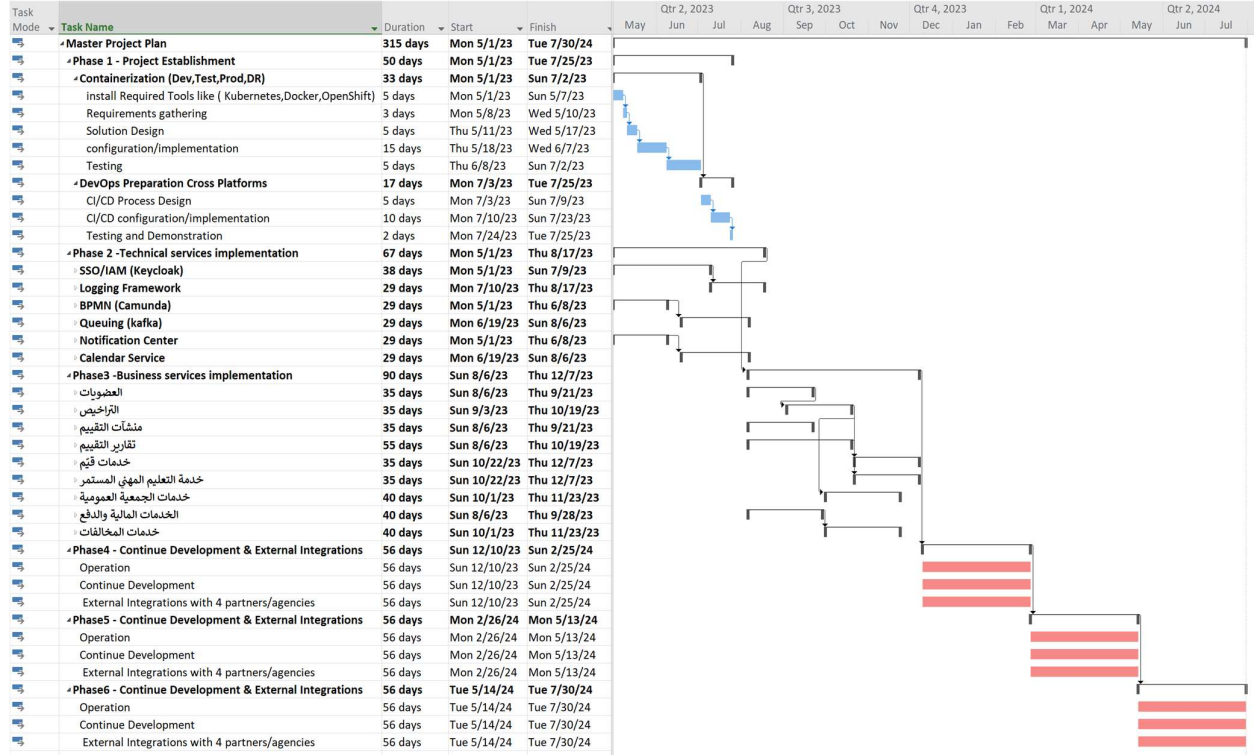 Task Mode Task Name Duration Start Finish
Qtr 2, 2023 Qtr 3, 2023 Qtr 4, 2023 Qtr 1, 2024 Qtr 2, 2024
May Jun Jul Aug Sep Oct Nov Dec Jan Feb Mar Apr May Jun Jul
Master Project Plan 315 days Mon 5/1/23 Tue 7/30/24
Phase 1 - Project Establishment 50 days Mon 5/1/23 Tue 7/25/23
Containerization (Dev,Test,Prod,DR) 33 days Mon 5/1/23 Sun 7/2/23
install Required Tools like ( Kubernetes,Docker,OpenShift) 5 days Mon 5/1/23 Sun 5/7/23
Requirements gathering 3 days Mon 5/8/23 Wed 5/10/23
Solution Design 5 days Thu 5/11/23 Wed 5/17/23
configuration/implementation 15 days Thu 5/18/23 Wed 6/7/23
Testing 5 days Thu 6/8/23 Sun 7/2/23
DevOps Preparation Cross Platforms 17 days Mon 7/3/23 Tue 7/25/23
CI/CD Process Design 5 days Mon 7/3/23 Sun 7/9/23
CI/CD configuration/implementation 10 days Mon 7/10/23 Sun 7/23/23
Testing and Demonstration 2 days Mon 7/24/23 Tue 7/25/23
Phase 2 -Technical services implementation 67 days Mon 5/1/23 Thu 8/17/23
SSO/IAM (Keycloak) 38 days Mon 5/1/23 Sun 7/9/23
Logging Framework 29 days Mon 7/10/23 Thu 8/17/23
BPMN (Camunda) 29 days Mon 5/1/23 Thu 6/8/23
Queuing (kafka) 29 days Mon 6/19/23 Sun 8/6/23
Notification Center 29 days Mon 5/1/23 Thu 6/8/23
Calendar Service 29 days Mon 6/19/23 Sun 8/6/23
Phase3 -Business services implementation 90 days Sun 8/6/23 Thu 12/7/23
العضويات 35 days Sun 8/6/23 Thu 9/21/23
التراخيص 35 days Sun 9/3/23 Thu 10/19/23
منشآت التقييم 35 days Sun 8/6/23 Thu 9/21/23
تقارير التقييم 55 days Sun 8/6/23 Thu 10/19/23
خدمات قيّم 35 days Sun 10/22/23 Thu 12/7/23
خدمة التعليم المهني المستمر 35 days Sun 10/22/23 Thu 12/7/23
خدمات الجمعية العمومية 40 days Sun 10/1/23 Thu 11/23/23
الخدمات المالية والدفع 40 days Sun 8/6/23 Thu 9/28/23
خدمات المخالفات 40 days Sun 10/1/23 Thu 11/23/23
Phase4 - Continue Development & External Integrations 56 days Sun 12/10/23 Sun 2/25/24
Operation 56 days Sun 12/10/23 Sun 2/25/24
Continue Development 56 days Sun 12/10/23 Sun 2/25/24
External Integrations with 4 partners/agencies 56 days Sun 12/10/23 Sun 2/25/24
Phase5 - Continue Development & External Integrations 56 days Mon 2/26/24 Mon 5/13/24
Operation 56 days Mon 2/26/24 Mon 5/13/24
Continue Development 56 days Mon 2/26/24 Mon 5/13/24
External Integrations with 4 partners/agencies 56 days Mon 2/26/24 Mon 5/13/24
Phase6 - Continue Development & External Integrations 56 days Tue 5/14/24 Tue 7/30/24
Operation 56 days Tue 5/14/24 Tue 7/30/24
Continue Development 56 days Tue 5/14/24 Tue 7/30/24
External Integrations with 4 partners/agencies 56 days Tue 5/14/24 Tue 7/30/24